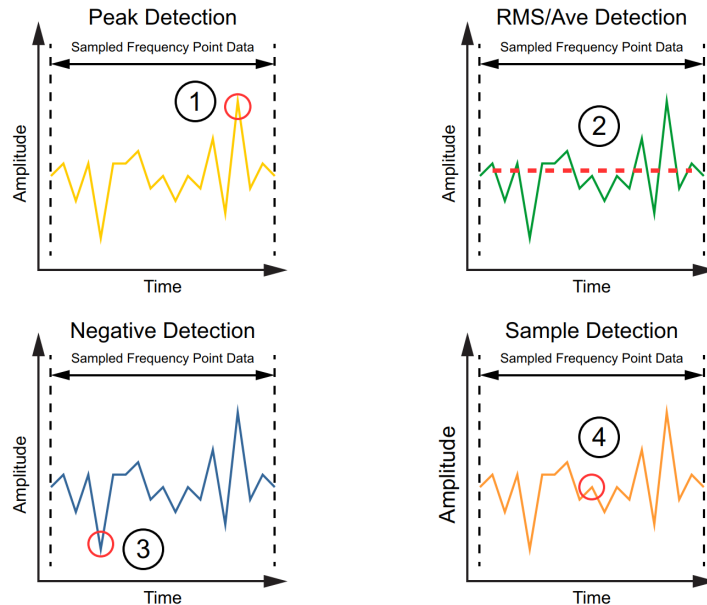 Peak Detection
Sampled Frequency Point Data
1
Amplitude
Time
RMS/Ave Detection
Sampled Frequency Point Data
2
Amplitude
Time
Negative Detection
Sampled Frequency Point Data
3
Amplitude
Time
Sample Detection
Sampled Frequency Point Data
4
Amplitude
Time